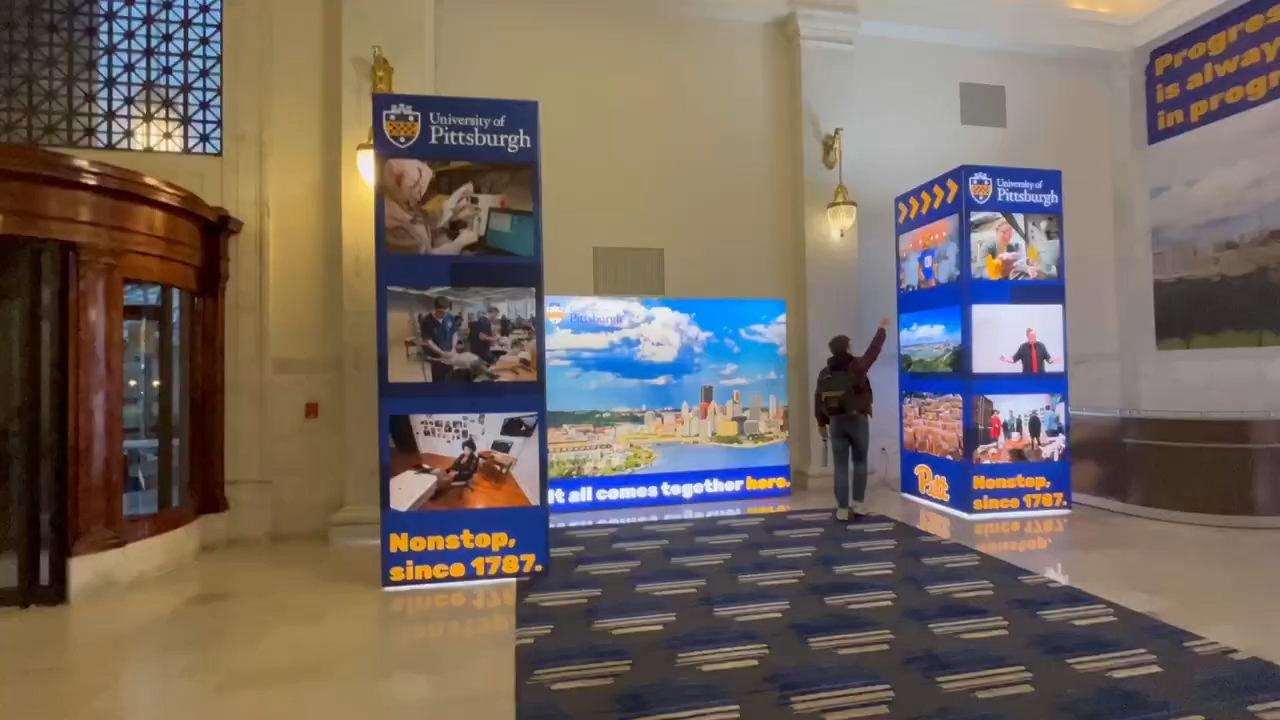 University of
Pittsburgh
Nonstop,
since 1787.
Pittsburgh
It all comes together here.
University of
Pittsburgh
Pitt
Nonstop,
since 1787.
Progres
is alway
in progr